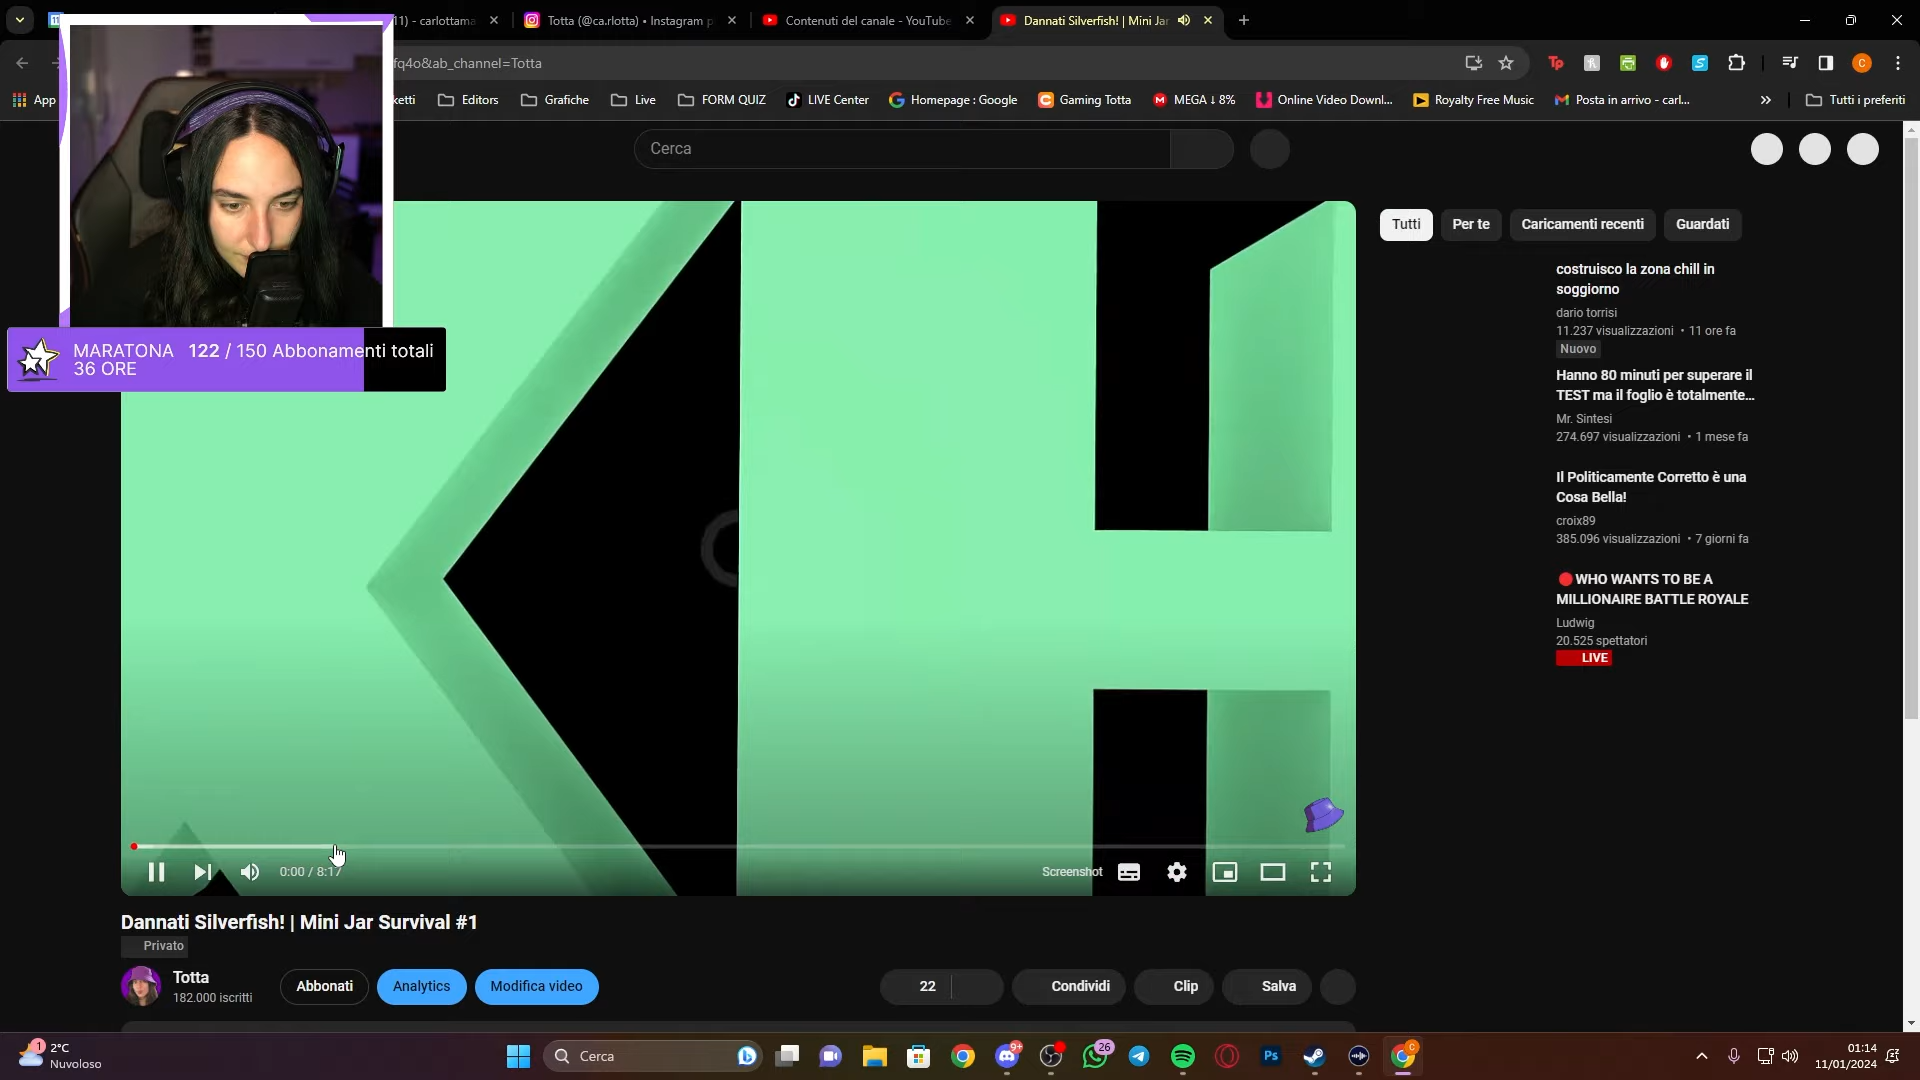 11) - carlottama
Totta (@ca.rlotta) • Instagram p
Contenuti del canale - YouTube
Dannati Silverfish! | Mini Jar
fq4o&ab_channel=Totta
App
ketti
Editors
Grafiche
Live
FORM QUIZ
LIVE Center
Homepage : Google
Gaming Totta
MEGA ⭳ 8%
Online Video Downl...
Royalty Free Music
Posta in arrivo - carl...
»
Tutti i preferiti
Cerca
MARATONA 122 / 150 Abbonamenti totali
36 ORE
Tutti
Per te
Caricamenti recenti
Guardati
costruisco la zona chill in
soggiorno
dario torrisi
11.237 visualizzazioni • 11 ore fa
Nuovo
Hanno 80 minuti per superare il
TEST ma il foglio è totalmente...
Mr. Sintesi
274.697 visualizzazioni • 1 mese fa
Il Politicamente Corretto è una
Cosa Bella!
croix89
385.096 visualizzazioni • 7 giorni fa
🔴WHO WANTS TO BE A
MILLIONAIRE BATTLE ROYALE
Ludwig
20.525 spettatori
LIVE
0:00 / 8:17
Screenshot
Dannati Silverfish! | Mini Jar Survival #1
Privato
Totta
182.000 iscritti
Abbonati
Analytics
Modifica video
22
Condividi
Clip
Salva
1
2°C
Nuvoloso
Cerca
9+
26
Ps
C
01:14
11/01/2024